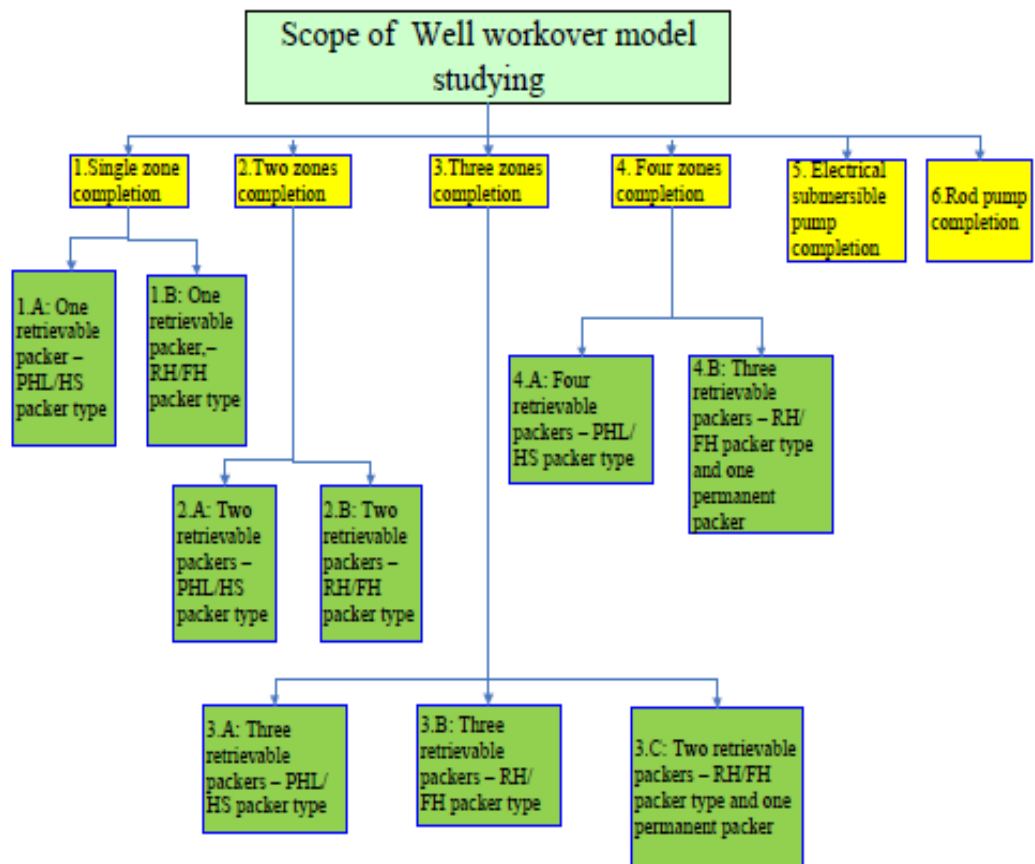 Scope of Well workover model
studying
1.Single zone
completion
2.Two zones
completion
3.Three zones
completion
4. Four zones
completion
5. Electrical
submersible
pump
completion
6.Rod pump
completion
1.A: One
retrievable
packer –
PHL/HS
packer type
1.B: One
retrievable
packer,–
RH/FH
packer type
4.A: Four
retrievable
packers – PHL/
HS packer type
4.B: Three
retrievable
packers – RH/
FH packer type
and one
permanent
packer
2.A: Two
retrievable
packers –
PHL/HS
packer type
2.B: Two
retrievable
packers –
RH/FH
packer type
3.A: Three
retrievable
packers – PHL/
HS packer type
3.B: Three
retrievable
packers – RH/
FH packer type
3.C: Two retrievable
packers – RH/FH
packer type and one
permanent packer